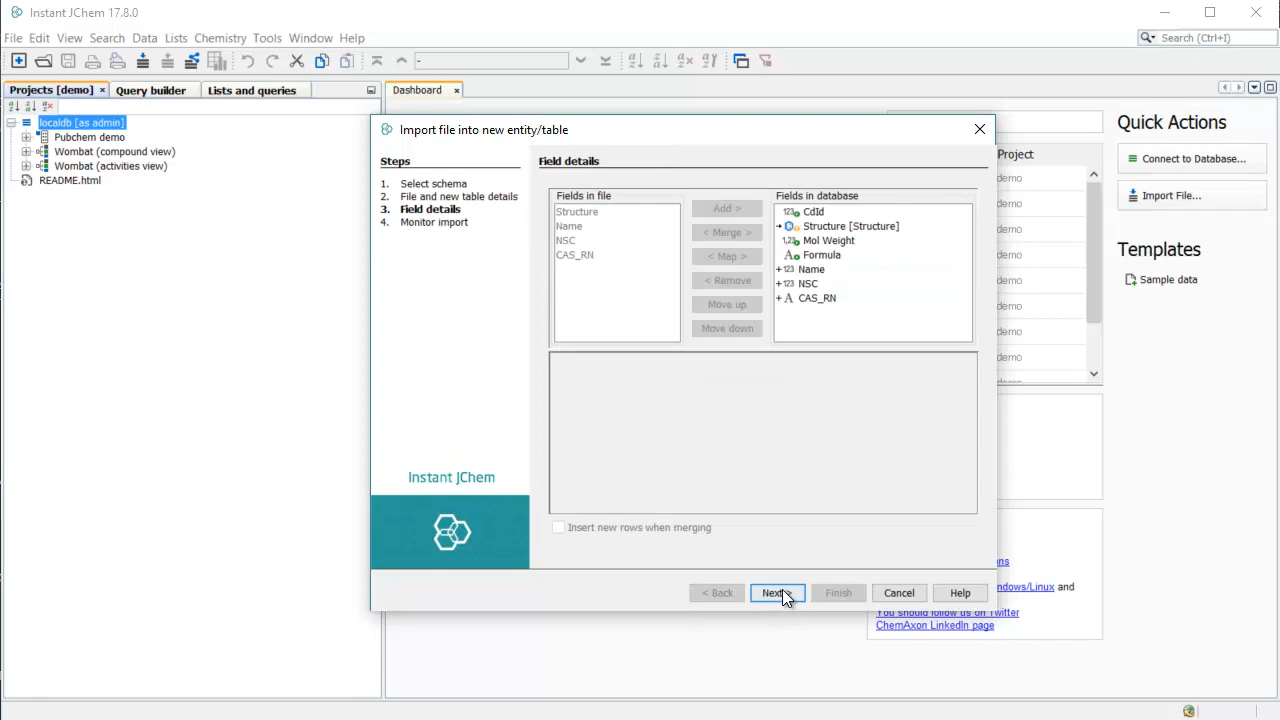 Instant JChem 17.8.0
File Edit View Search Data Lists Chemistry Tools Window Help
Search (Ctrl+I)
-
Projects [demo]
Query builder
Lists and queries
Dashboard
localdb [as admin]
Pubchem demo
Wombat (compound view)
Wombat (activities view)
README.html
Import file into new entity/table
Steps
1. Select schema
2. File and new table details
3. Field details
4. Monitor import
Instant JChem
Field details
Fields in file
Structure
Name
NSC
CAS_RN
Add >
< Merge >
< Map >
< Remove
Move up
Move down
Fields in database
123 CdId
Structure [Structure]
1,23 Mol Weight
A Formula
+ 123 Name
+ 123 NSC
+ A CAS_RN
Insert new rows when merging
< Back
Next
Finish
Cancel
Help
Project
demo
demo
demo
demo
demo
demo
demo
demo
ns
ndows/Linux and
You should follow us on Twitter
ChemAxon LinkedIn page
Quick Actions
Connect to Database...
Import File...
Templates
Sample data